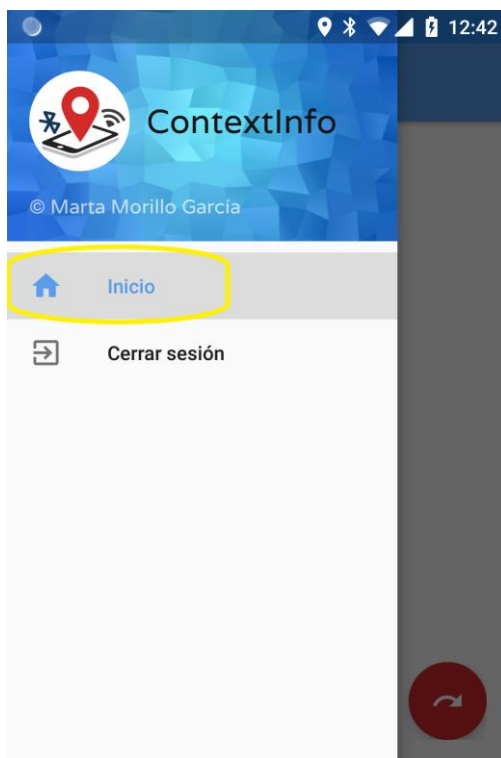 12:42
ContextInfo
© Marta Morillo García
Inicio
Cerrar sesión